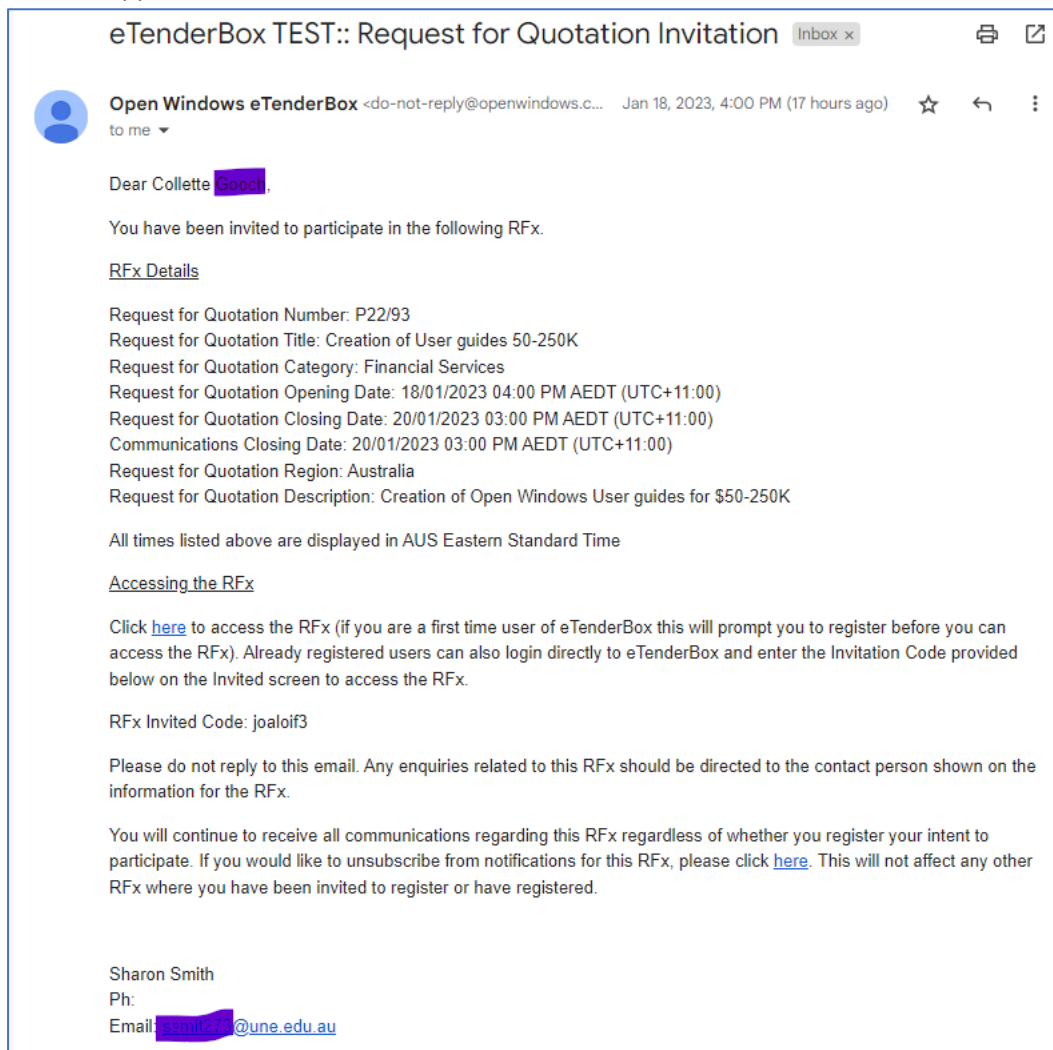 eTenderBox TEST:: Request for Quotation Invitation Inbox ×
Open Windows eTenderBox <do-not-reply@openwindows.c... Jan 18, 2023, 4:00 PM (17 hours ago)
to me
Dear Collette ,
You have been invited to participate in the following RFx.
RFx Details
Request for Quotation Number: P22/93
Request for Quotation Title: Creation of User guides 50-250K
Request for Quotation Category: Financial Services
Request for Quotation Opening Date: 18/01/2023 04:00 PM AEDT (UTC+11:00)
Request for Quotation Closing Date: 20/01/2023 03:00 PM AEDT (UTC+11:00)
Communications Closing Date: 20/01/2023 03:00 PM AEDT (UTC+11:00)
Request for Quotation Region: Australia
Request for Quotation Description: Creation of Open Windows User guides for $50-250K
All times listed above are displayed in AUS Eastern Standard Time
Accessing the RFx
Click here to access the RFx (if you are a first time user of eTenderBox this will prompt you to register before you can
access the RFx). Already registered users can also login directly to eTenderBox and enter the Invitation Code provided
below on the Invited screen to access the RFx.
RFx Invited Code: joaloif3
Please do not reply to this email. Any enquiries related to this RFx should be directed to the contact person shown on the
information for the RFx.
You will continue to receive all communications regarding this RFx regardless of whether you register your intent to
participate. If you would like to unsubscribe from notifications for this RFx, please click here. This will not affect any other
RFx where you have been invited to register or have registered.
Sharon Smith
Ph:
Email: @une.edu.au